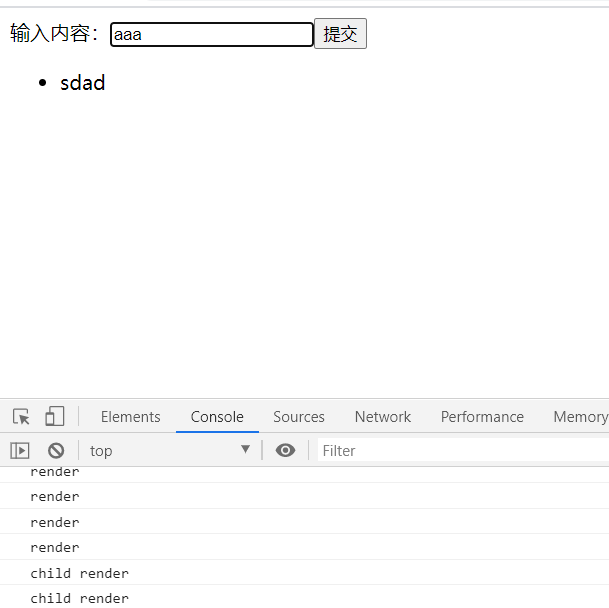 输入内容：aaa 提交
• sdad
Elements Console Sources Network Performance Memory
top ▼ Filter
render
render
render
render
child render
child render